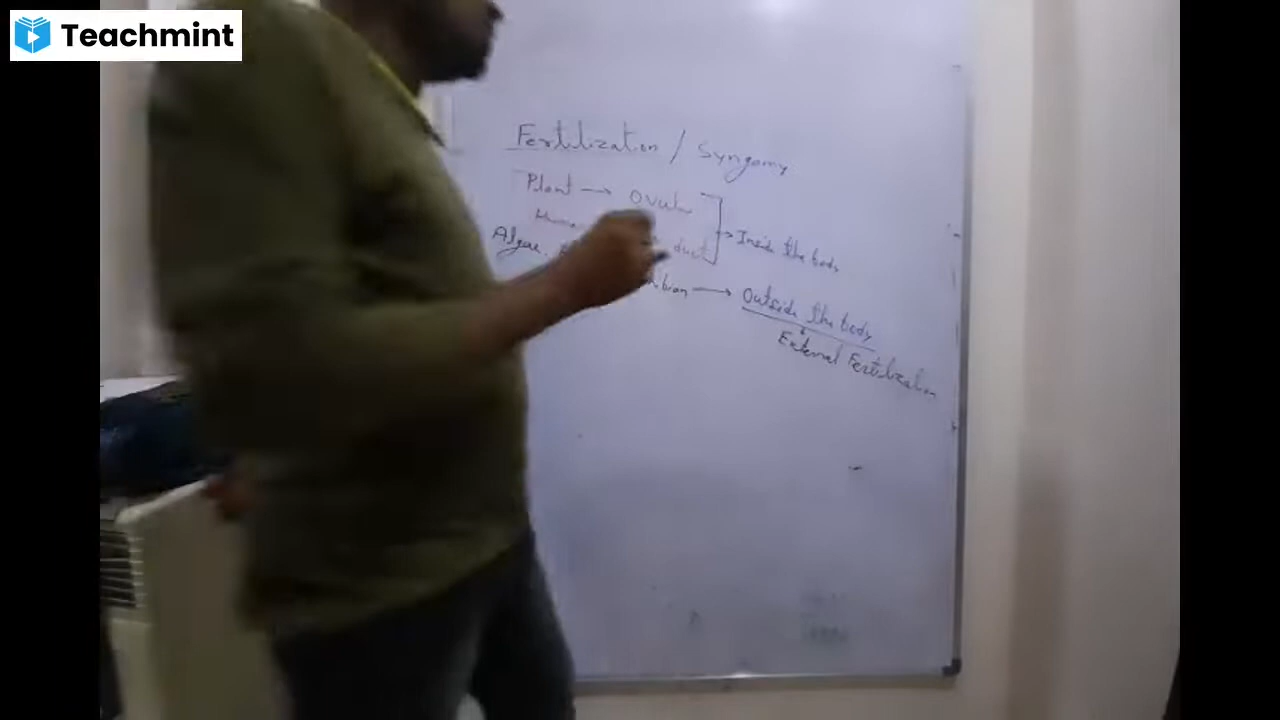 Teachmint
Fertilization / Syngamy
Plant → Ovule
duct → Inside the body
Algae,
→ Outside the body
External Fertilization